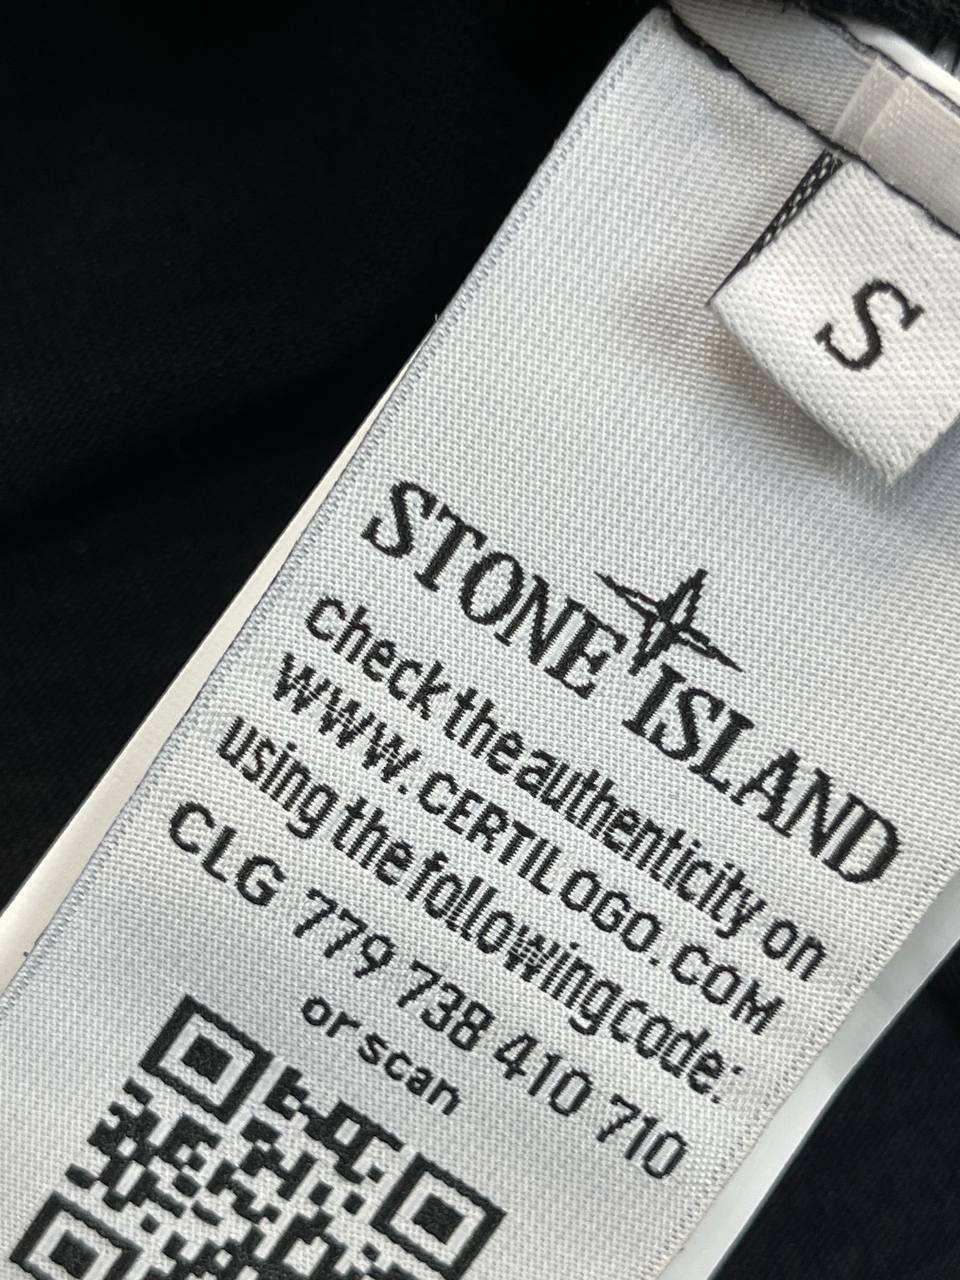 S
STONE ISLAND
check the authenticity on
WWW.CERTILOGO.COM
using the following code:
CLG 779 738 410 710
or scan